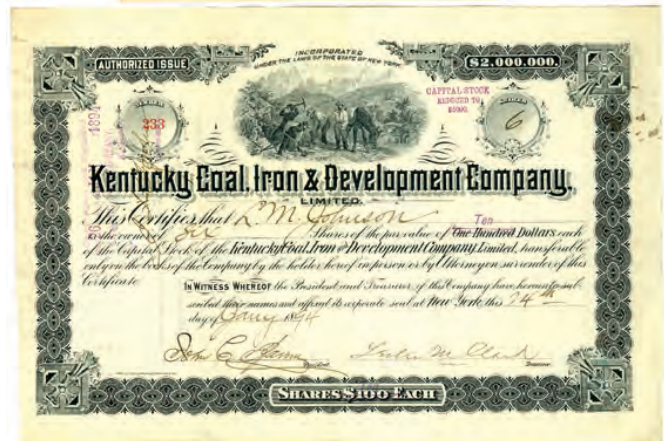 AUTHORIZED ISSUE
INCORPORATED
UNDER THE LAWS OF THE STATE OF NEW YORK
$2,000,000.
CAPITAL STOCK
REDUCED TO
NUMBER
233
1891
SHARES
6
Kentucky Coal, Iron & Development Company,
LIMITED.
This Certifies that L. M. Johnson
is the owner of Six Shares of the par value of One Hundred Ten Dollars each
of the Capital Stock of the Kentucky Coal, Iron & Development Company, Limited, transferable
only on the books of the Company by the holder hereof in person or by Attorney on surrender of this
Certificate.
In Witness Whereof the President and Treasurer of this Company have hereunto sub-
scribed their names and affixed its corporate seal at New York this 24th
day of 1894
John C.
President
Clark
Treasurer
SHARES $100 EACH